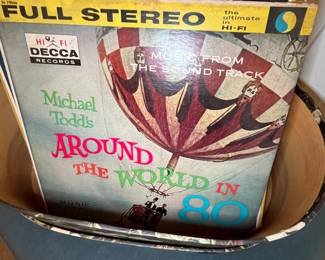 FULL STEREO
the ultimate in HI-FI
HI FI
DECCA
RECORDS
MUSIC FROM
THE SOUND TRACK
Michael
Todd's
AROUND
THE WORLD IN
80
MUSIC